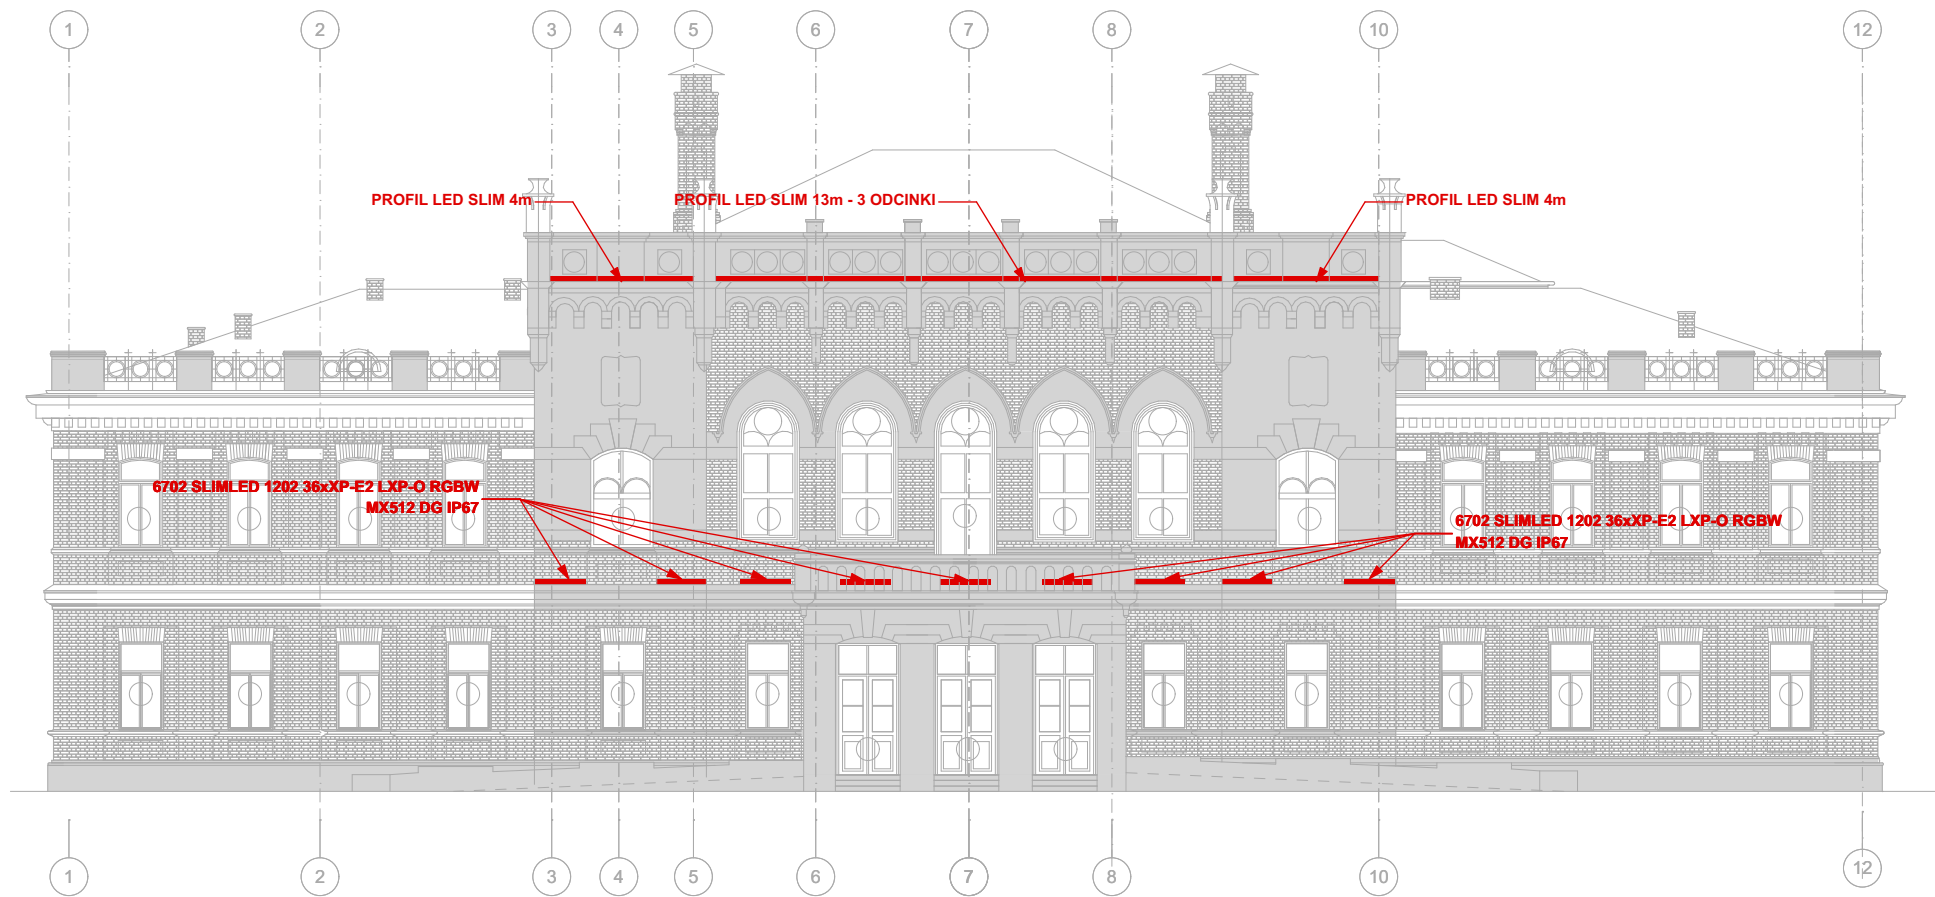 1 2 3 4 5 6 7 8 10 12
PROFIL LED SLIM 4m PROFIL LED SLIM 13m - 3 ODCINKI PROFIL LED SLIM 4m
6702 SLIMLED 1202 36xXP-E2 LXP-O RGBW
MX512 DG IP67
6702 SLIMLED 1202 36xXP-E2 LXP-O RGBW
MX512 DG IP67
1 2 3 4 5 6 7 8 10 12